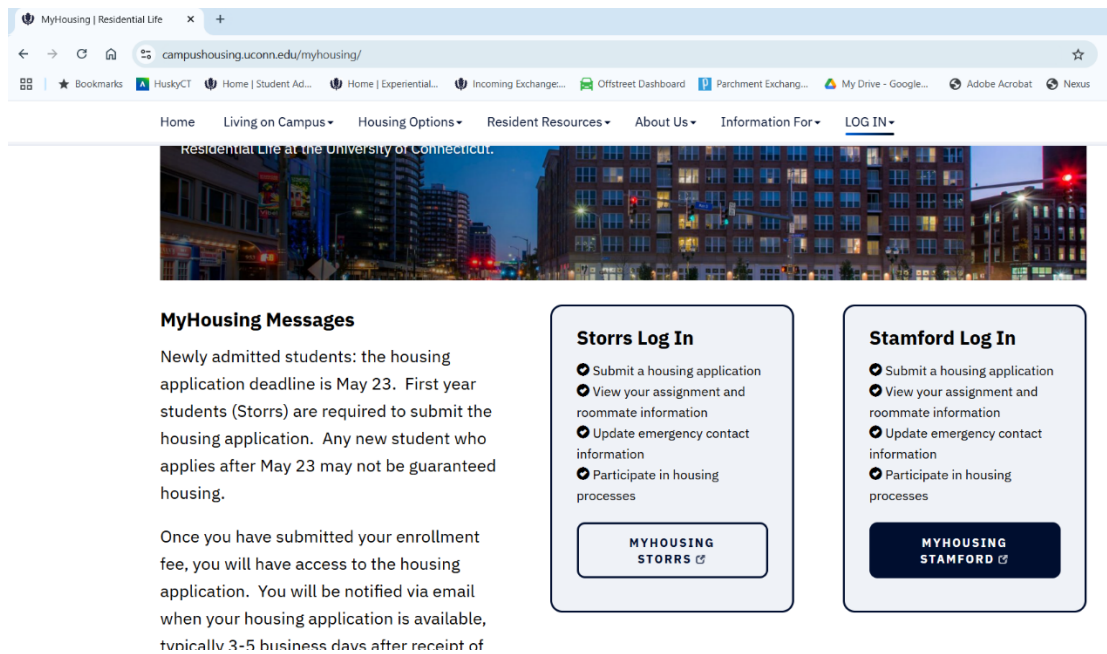 MyHousing | Residential Life
campushousing.uconn.edu/myhousing/
Bookmarks HuskyCT Home | Student Ad... Home | Experiential... Incoming Exchange:... Offstreet Dashboard Parchment Exchang... My Drive - Google... Adobe Acrobat Nexus
Home Living on Campus Housing Options Resident Resources About Us Information For LOG IN
Residential Life at the University of Connecticut.
MyHousing Messages
Newly admitted students: the housing
application deadline is May 23. First year
students (Storrs) are required to submit the
housing application. Any new student who
applies after May 23 may not be guaranteed
housing.
Once you have submitted your enrollment
fee, you will have access to the housing
application. You will be notified via email
when your housing application is available,
typically 3-5 business days after receipt of
Storrs Log In
Submit a housing application
View your assignment and
roommate information
Update emergency contact
information
Participate in housing
processes
MYHOUSING
STORRS
Stamford Log In
Submit a housing application
View your assignment and
roommate information
Update emergency contact
information
Participate in housing
processes
MYHOUSING
STAMFORD